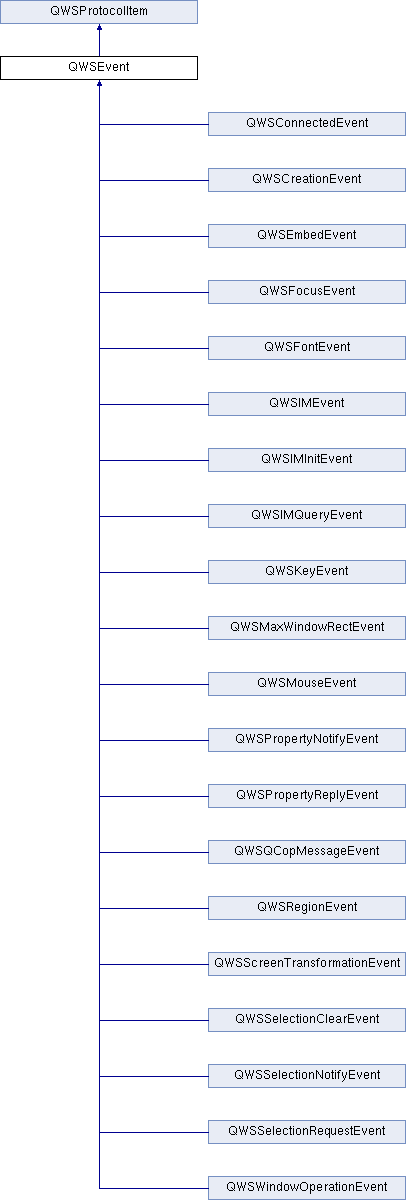 QWSProtocolItem
QWSEvent
QWSConnectedEvent
QWSCreationEvent
QWSEmbedEvent
QWSFocusEvent
QWSFontEvent
QWSIMEvent
QWSIMInitEvent
QWSIMQueryEvent
QWSKeyEvent
QWSMaxWindowRectEvent
QWSMouseEvent
QWSPropertyNotifyEvent
QWSPropertyReplyEvent
QWSQCopMessageEvent
QWSRegionEvent
QWSScreenTransformationEvent
QWSSelectionClearEvent
QWSSelectionNotifyEvent
QWSSelectionRequestEvent
QWSWindowOperationEvent